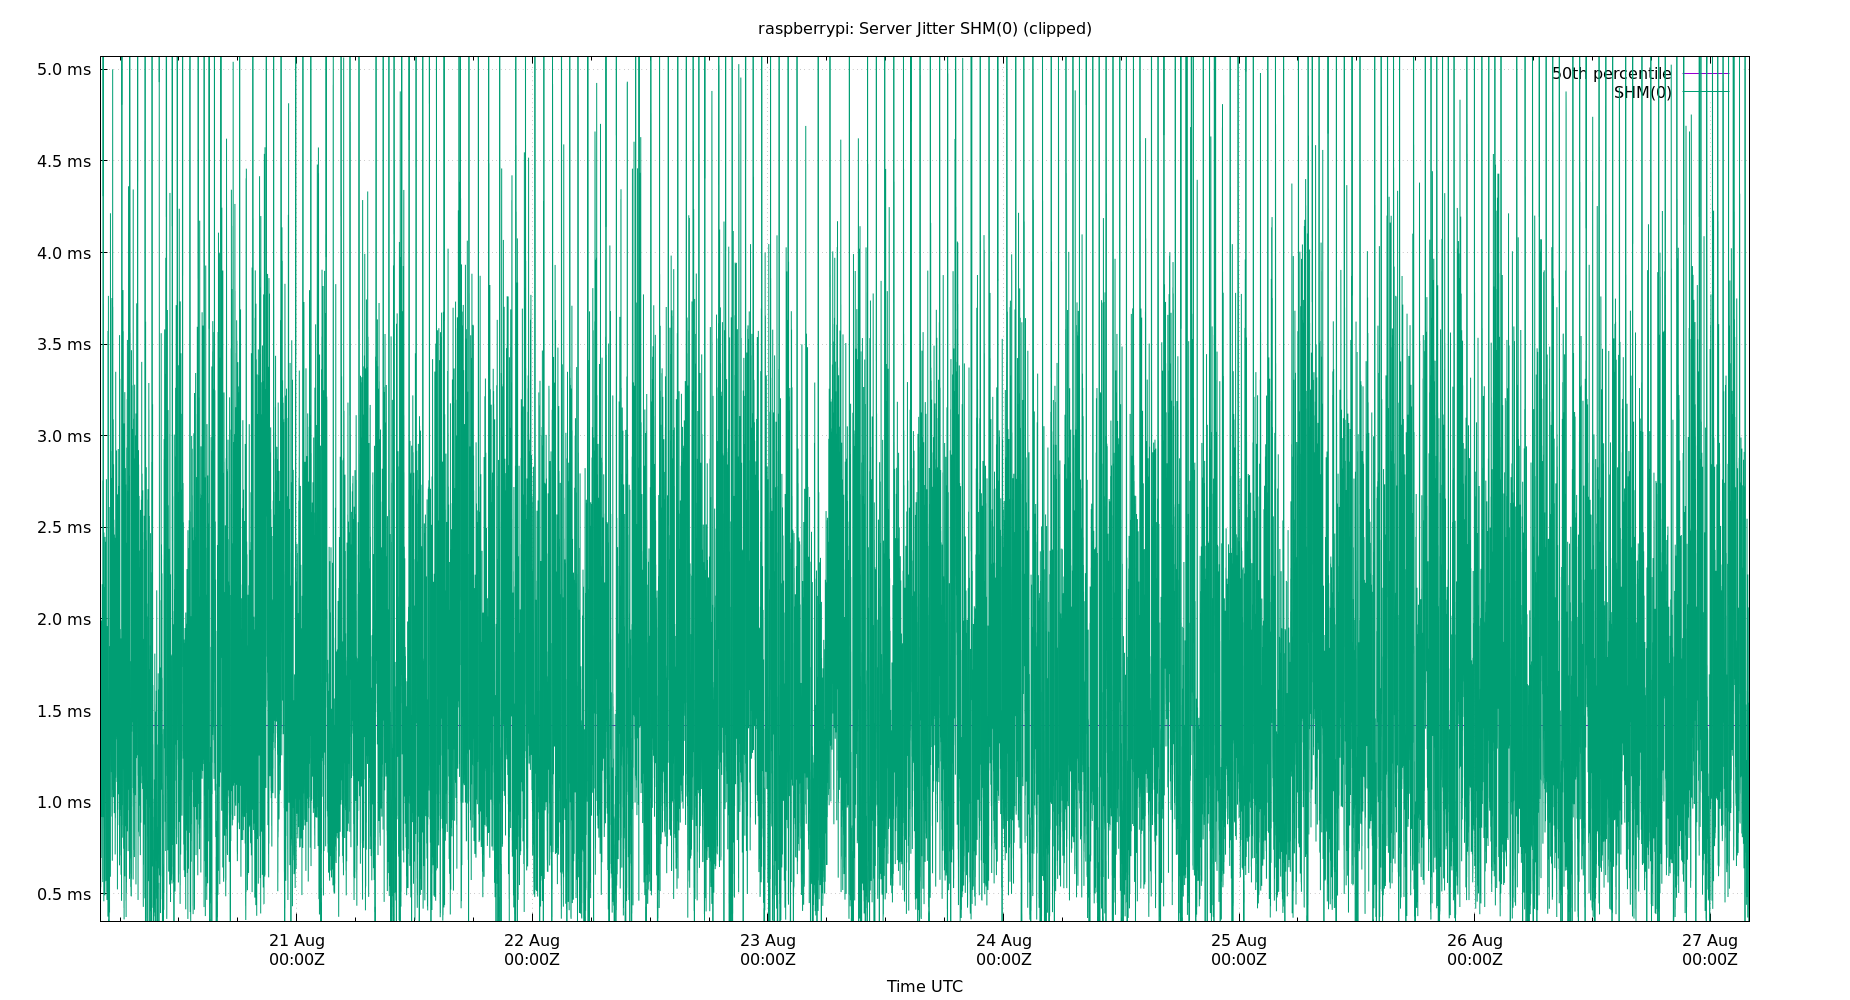 raspberrypi: Server Jitter SHM(0) (clipped)
5.0 ms
50th percentile
SHM(0)
4.5 ms
4.0 ms
3.5 ms
3.0 ms
2.5 ms
2.0 ms
1.5 ms
1.0 ms
0.5 ms
21 Aug 22 Aug 23 Aug 24 Aug 25 Aug 26 Aug 27 Aug
00:00Z 00:00Z 00:00Z 00:00Z 00:00Z 00:00Z 00:00Z
Time UTC